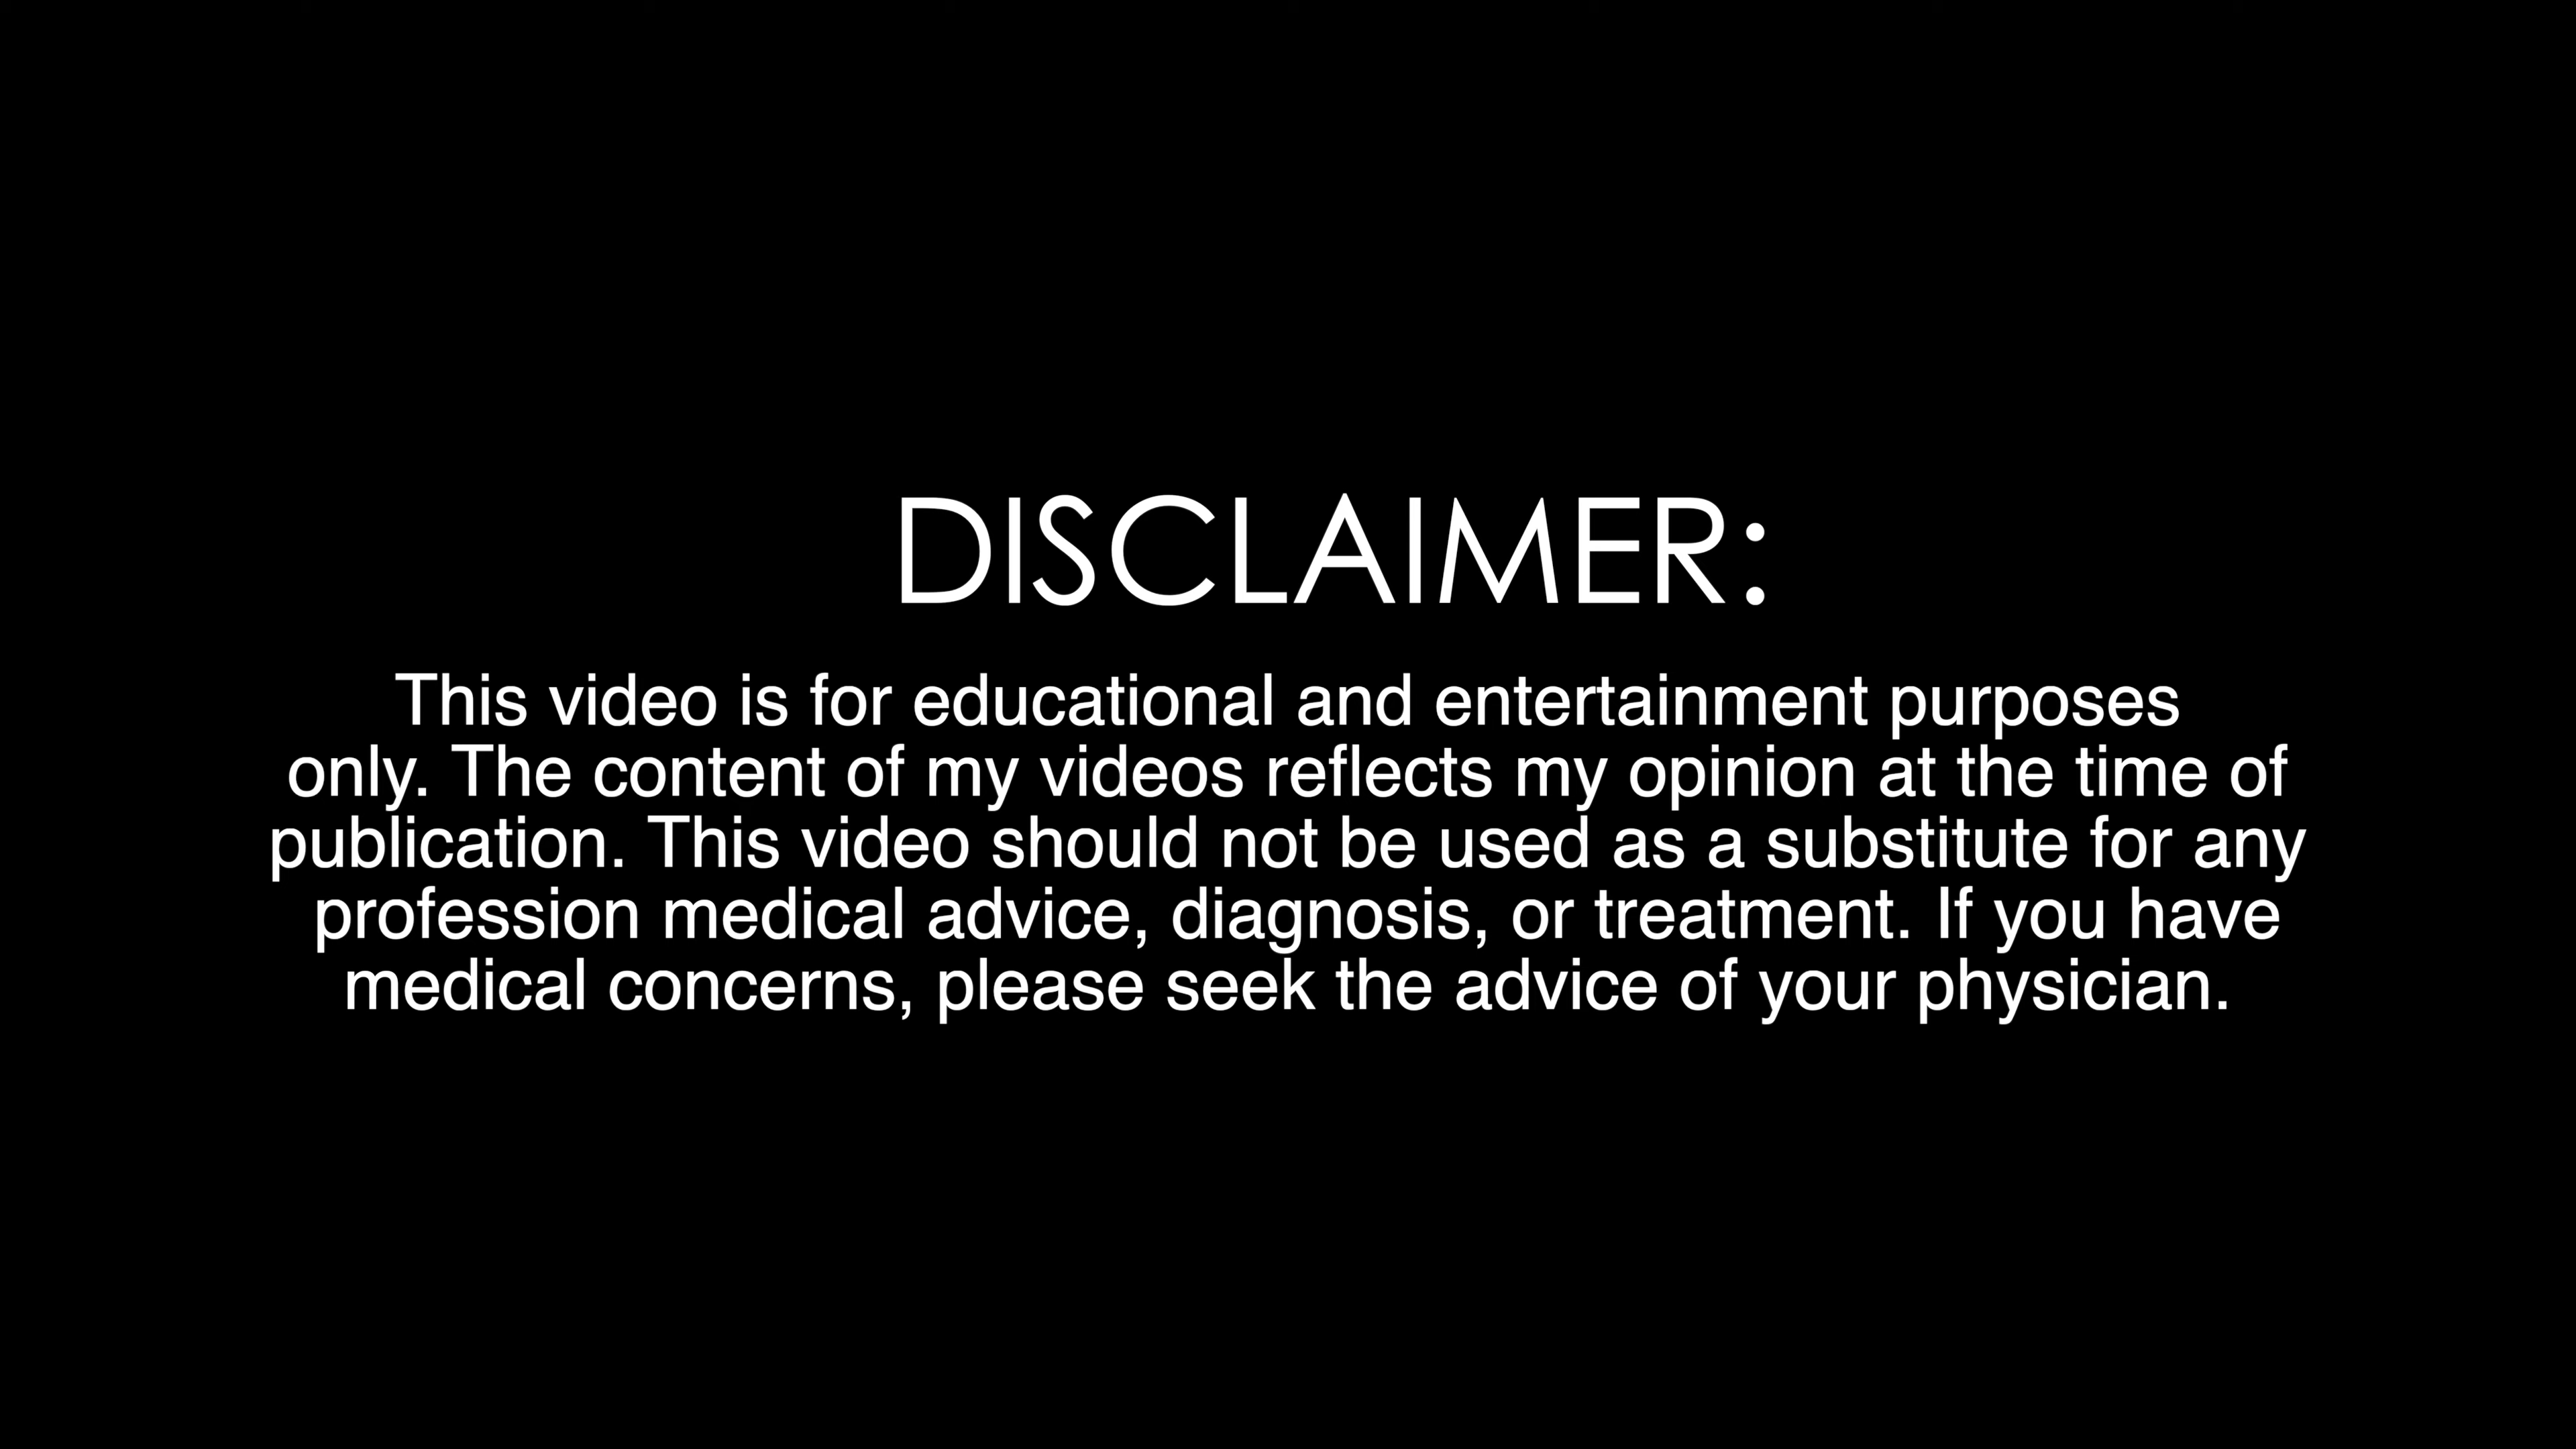 DISCLAIMER:
This video is for educational and entertainment purposes
only. The content of my videos reflects my opinion at the time of
publication. This video should not be used as a substitute for any
profession medical advice, diagnosis, or treatment. If you have
medical concerns, please seek the advice of your physician.